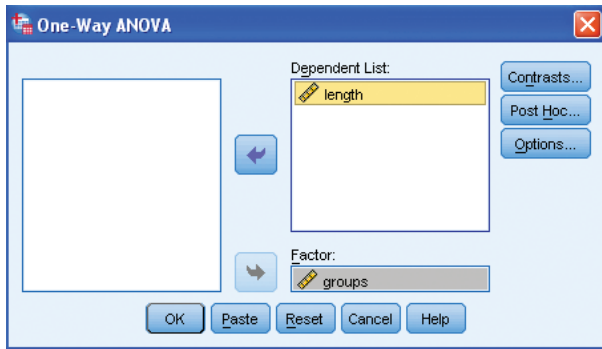 One-Way ANOVA
Dependent List:
length
Contrasts...
Post Hoc...
Options...
Factor:
groups
OK
Paste
Reset
Cancel
Help